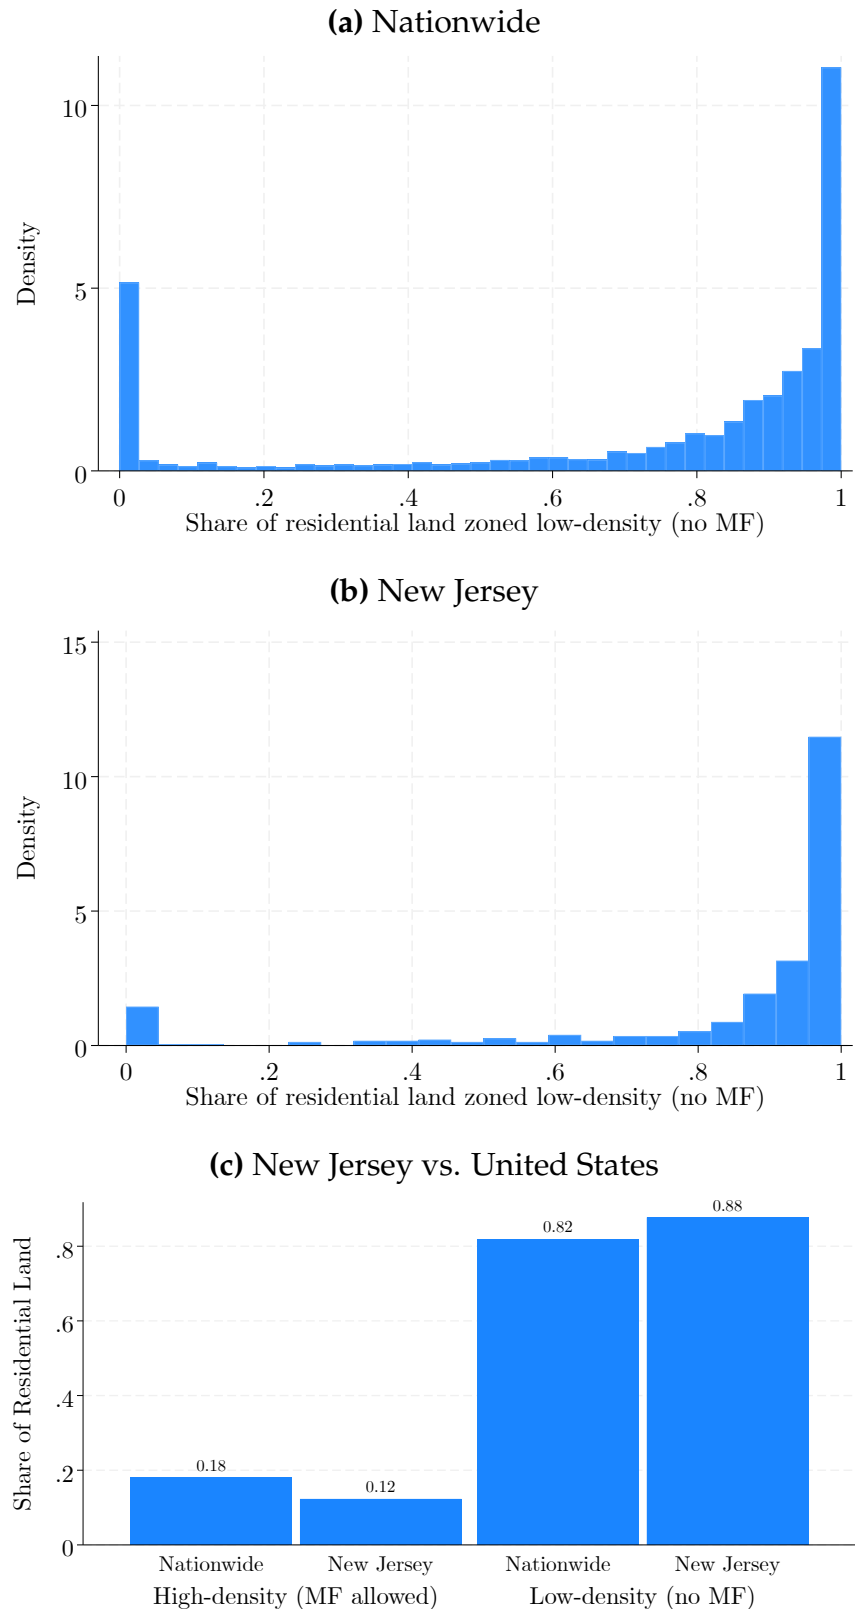 (a) Nationwide
10
5
0
Density
0 .2 .4 .6 .8 1
Share of residential land zoned low-density (no MF)
(b) New Jersey
15
10
5
0
Density
0 .2 .4 .6 .8 1
Share of residential land zoned low-density (no MF)
(c) New Jersey vs. United States
.8
.6
.4
.2
0
Share of Residential Land
0.18
0.12
0.82
0.88
Nationwide New Jersey Nationwide New Jersey
High-density (MF allowed) Low-density (no MF)